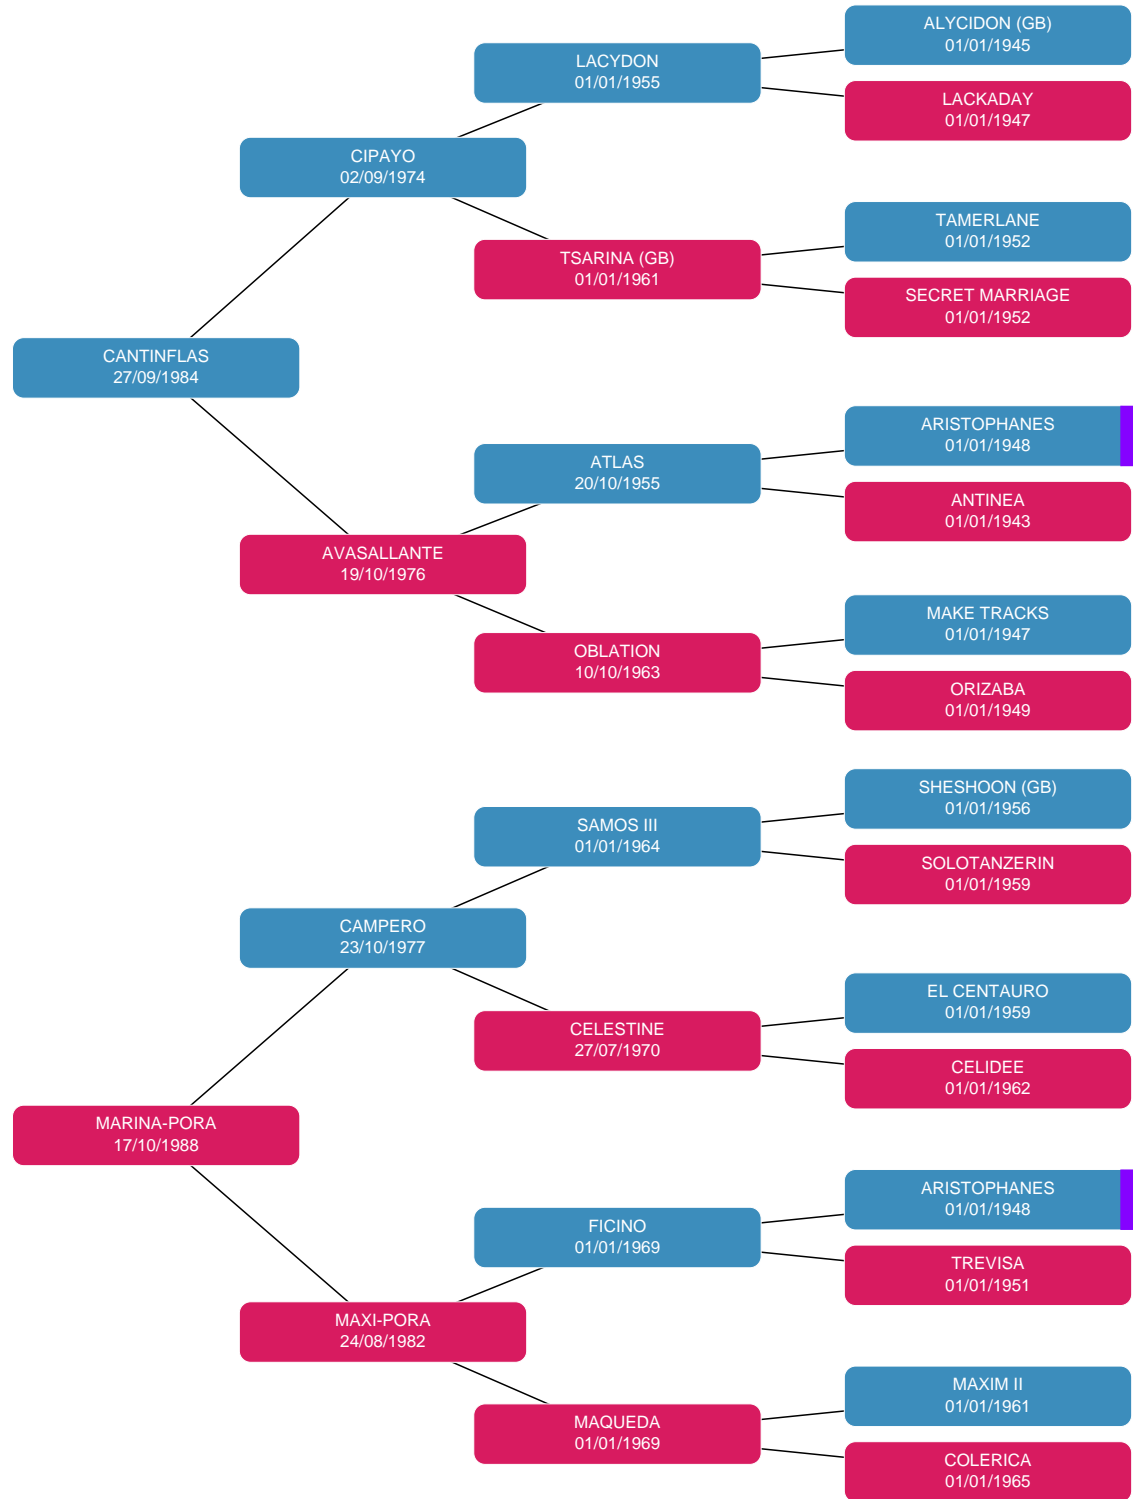 ALYCIDON (GB)
01/01/1945
LACYDON
01/01/1955
LACKADAY
01/01/1947
CIPAYO
02/09/1974
TAMERLANE
01/01/1952
TSARINA (GB)
01/01/1961
SECRET MARRIAGE
01/01/1952
CANTINFLAS
27/09/1984
ARISTOPHANES
01/01/1948
ATLAS
20/10/1955
ANTINEA
01/01/1943
AVASALLANTE
19/10/1976
MAKE TRACKS
01/01/1947
OBLATION
10/10/1963
ORIZABA
01/01/1949
SHESHOON (GB)
01/01/1956
SAMOS III
01/01/1964
SOLOTANZERIN
01/01/1959
CAMPERO
23/10/1977
EL CENTAURO
01/01/1959
CELESTINE
27/07/1970
CELIDEE
01/01/1962
MARINA-PORA
17/10/1988
ARISTOPHANES
01/01/1948
FICINO
01/01/1969
TREVISA
01/01/1951
MAXI-PORA
24/08/1982
MAXIM II
01/01/1961
MAQUEDA
01/01/1969
COLERICA
01/01/1965